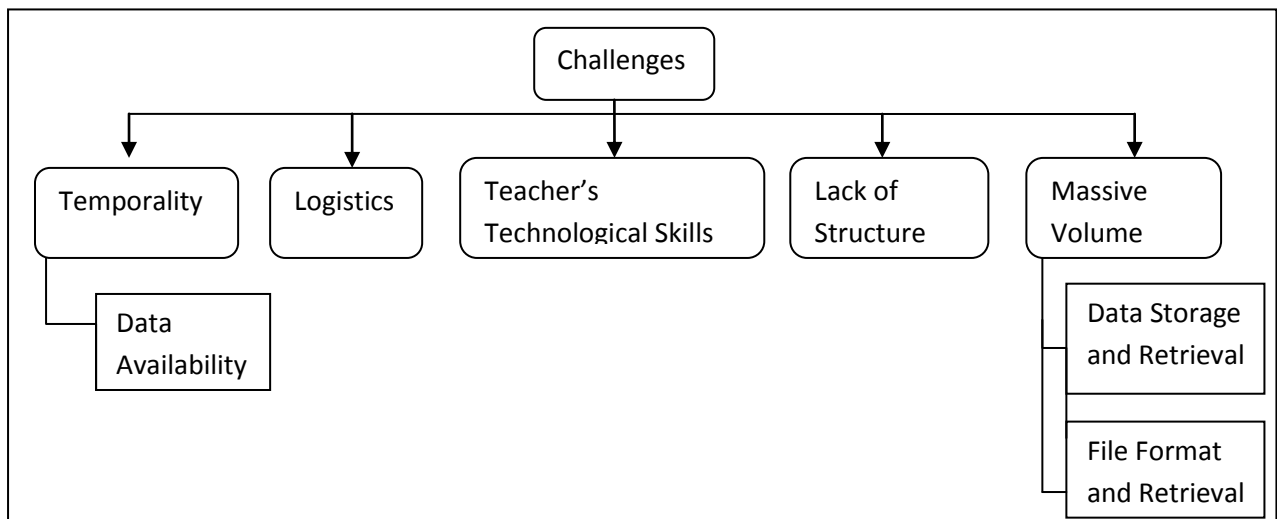 Challenges
Temporality
Logistics
Teacher’s
Technological Skills
Lack of
Structure
Massive
Volume
Data
Availability
Data Storage
and Retrieval
File Format
and Retrieval